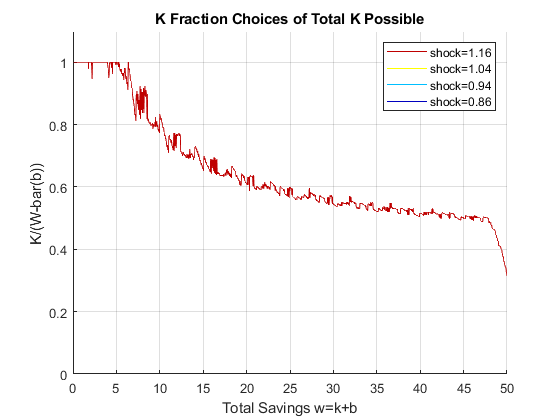 K Fraction Choices of Total K Possible
shock=1.16
shock=1.04
shock=0.94
shock=0.86
K/(W-bar(b))
1
0.8
0.6
0.4
0.2
0
0 5 10 15 20 25 30 35 40 45 50
Total Savings w=k+b